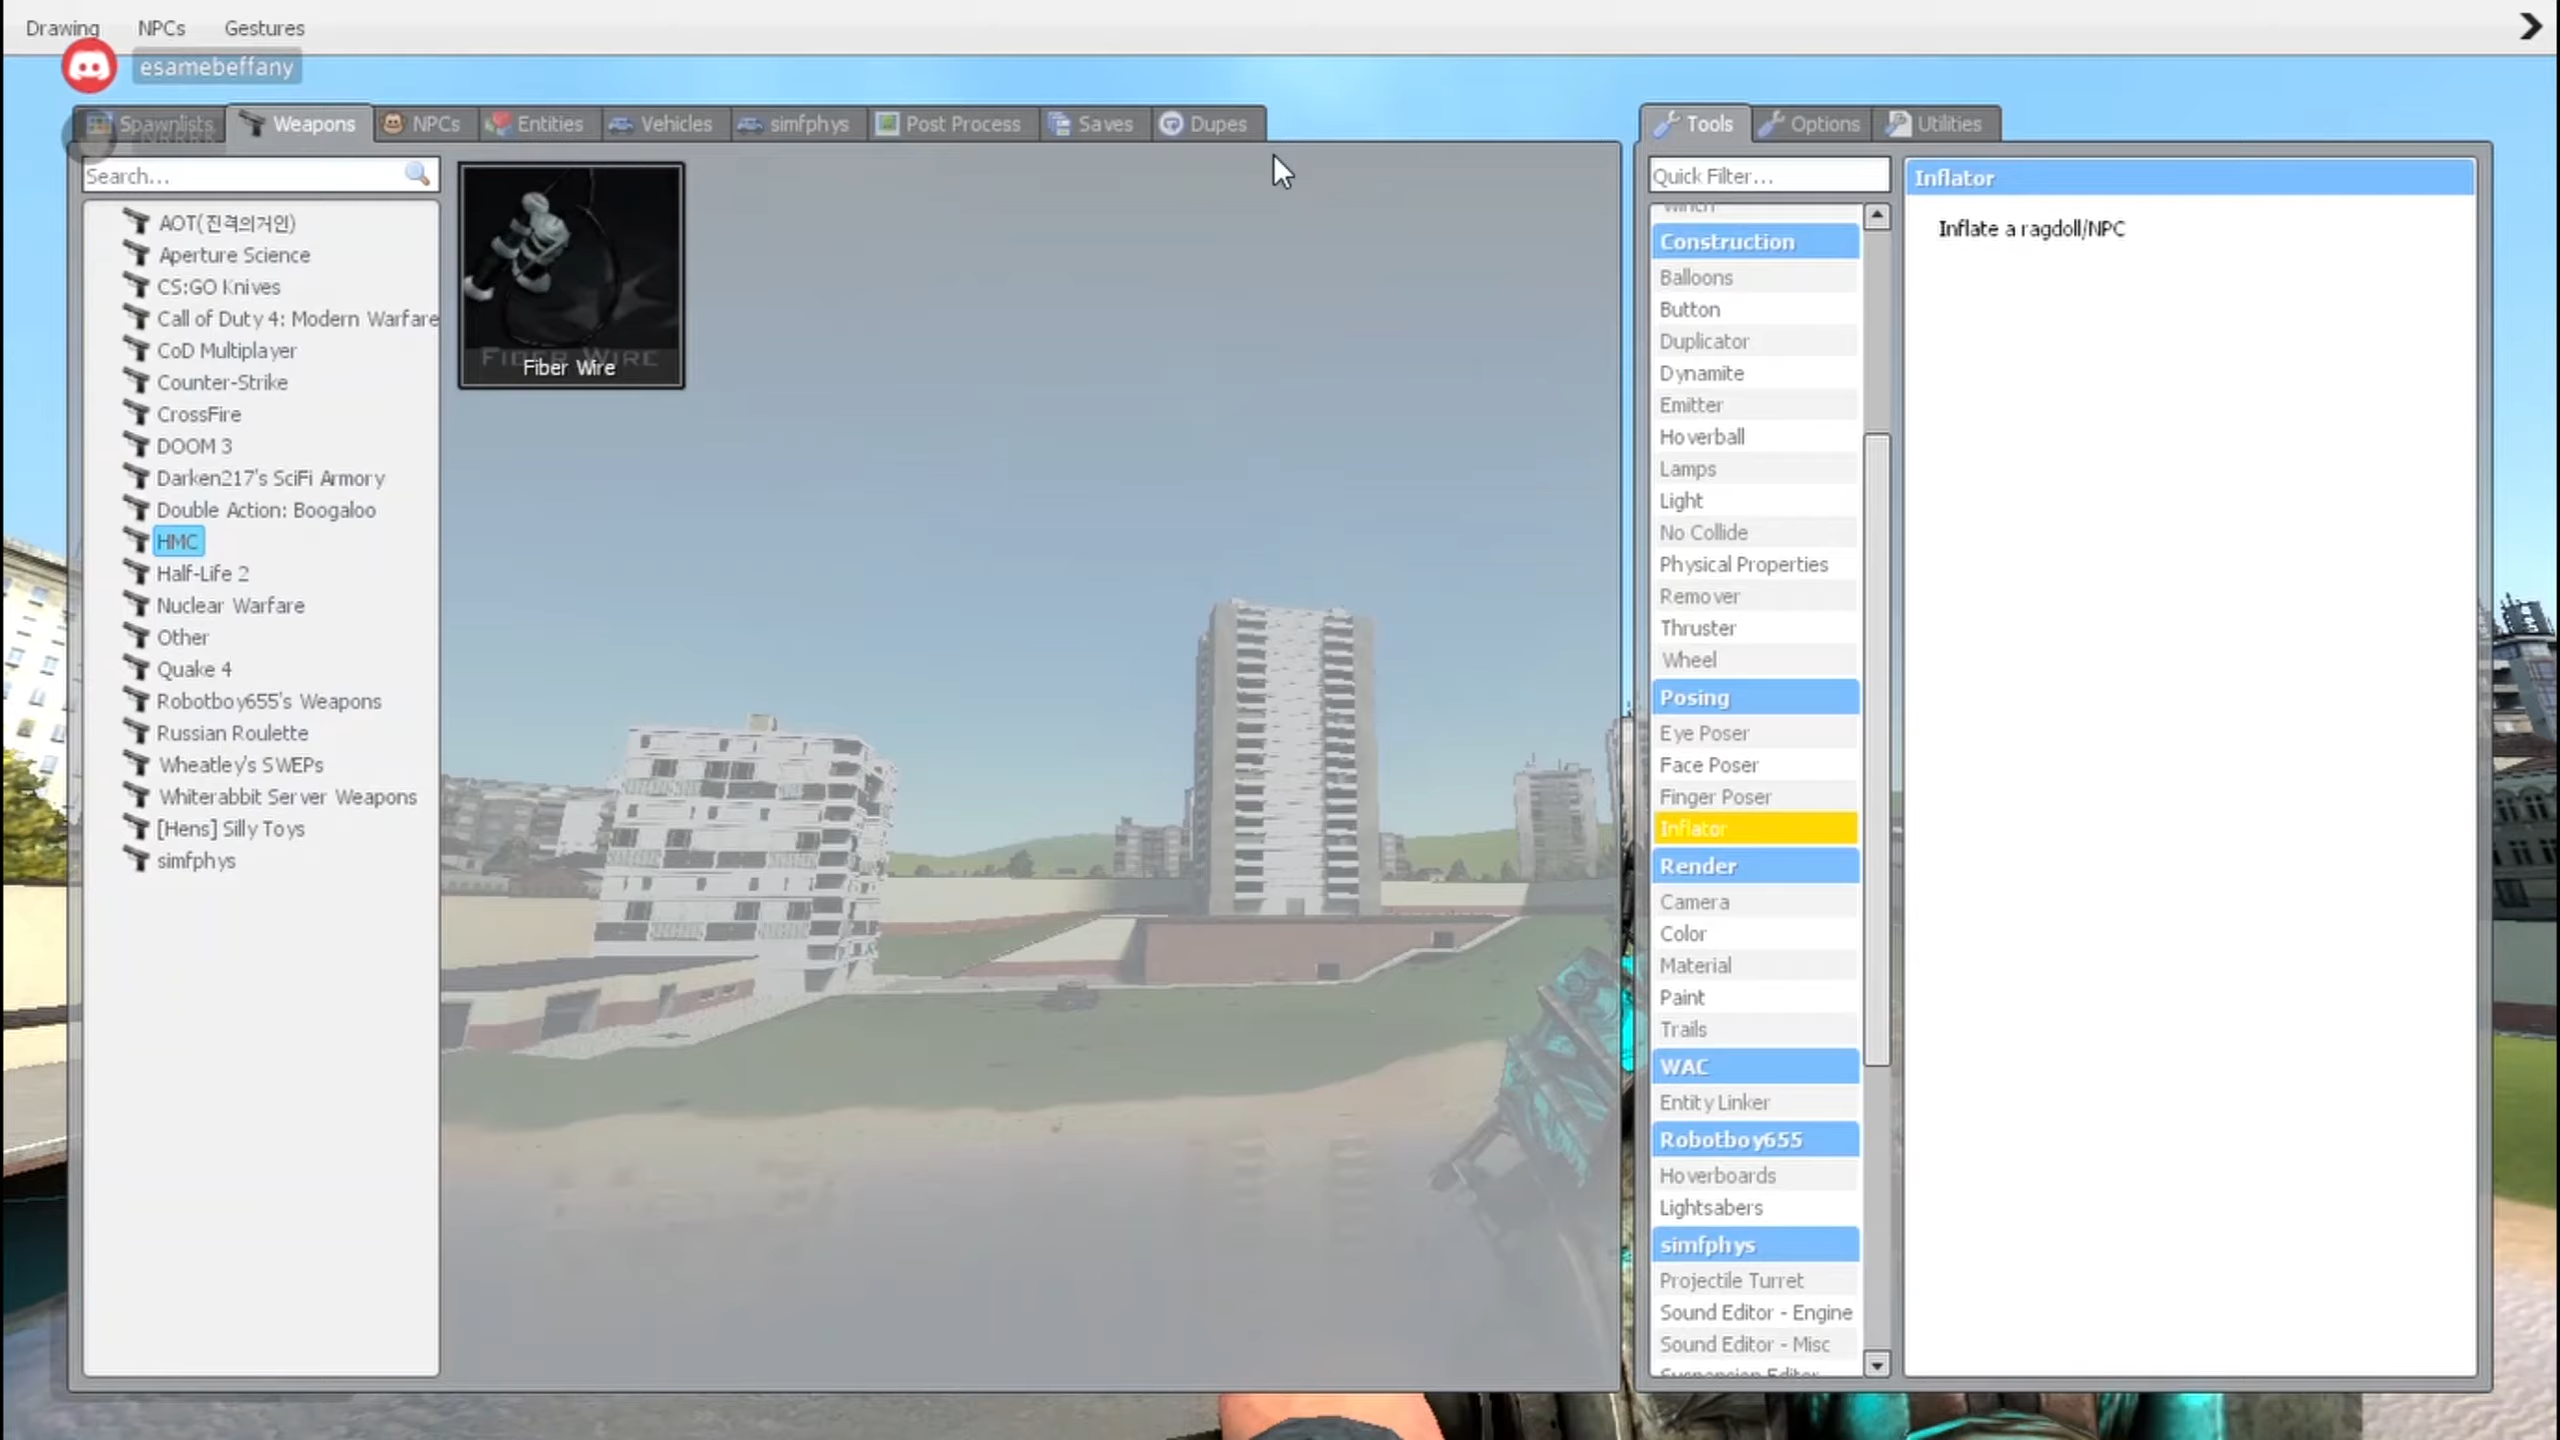 Drawing NPCs Gestures
esamebeffany
Spawnlists Weapons NPCs Entities Vehicles simfphys Post Process Saves Dupes
Search...
AOT(진격의거인)
Aperture Science
CS:GO Knives
Call of Duty 4: Modern Warfare
CoD Multiplayer
Counter-Strike
CrossFire
DOOM 3
Darken217's SciFi Armory
Double Action: Boogaloo
HMC
Half-Life 2
Nuclear Warfare
Other
Quake 4
Robotboy655's Weapons
Russian Roulette
Wheatley's SWEPs
Whiterabbit Server Weapons
[Hens] Silly Toys
simfphys
FIBER WIRE
Fiber Wire
Tools Options Utilities
Quick Filter...
Winch
Construction
Balloons
Button
Duplicator
Dynamite
Emitter
Hoverball
Lamps
Light
No Collide
Physical Properties
Remover
Thruster
Wheel
Posing
Eye Poser
Face Poser
Finger Poser
Inflator
Render
Camera
Color
Material
Paint
Trails
WAC
Entity Linker
Robotboy655
Hoverboards
Lightsabers
simfphys
Projectile Turret
Sound Editor - Engine
Sound Editor - Misc
Suspension Editor
Inflator
Inflate a ragdoll/NPC